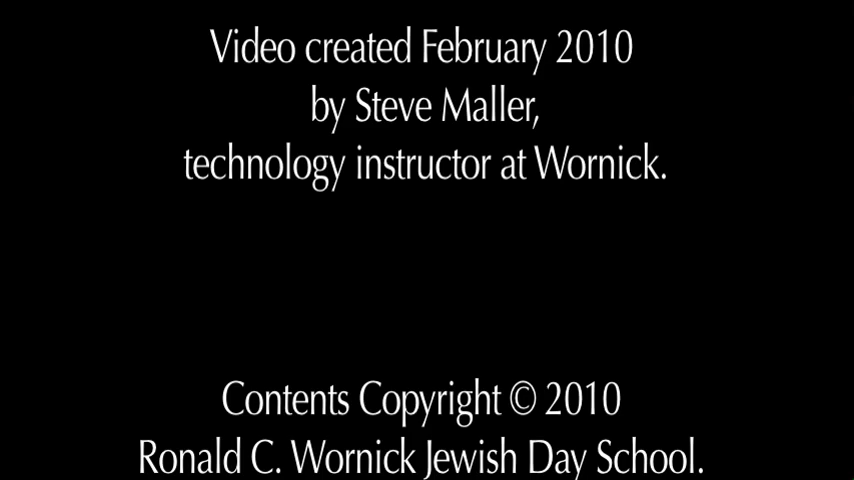 Video created February 2010
by Steve Maller,
technology instructor at Wornick.
Contents Copyright © 2010
Ronald C. Wornick Jewish Day School.